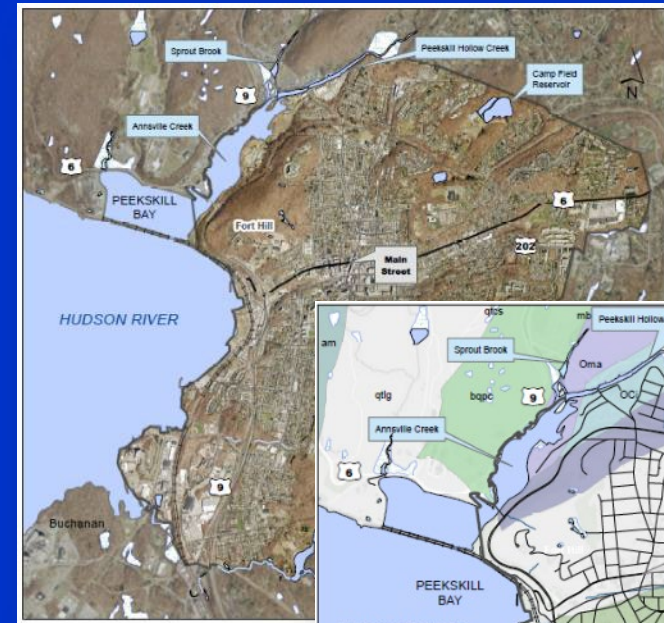 Sprout Brook
Peekskill Hollow Creek
9
Camp Field
Reservoir
N
Annsville Creek
6
PEEKSKILL
BAY
6
Fort Hill
202
Main
Street
HUDSON RIVER
9
Buchanan
qtcs
mb
Peekskill Hollow
am
Sprout Brook
Oma
9
OC
qtlg
bqpc
Annsville Creek
6
PEEKSKILL
BAY